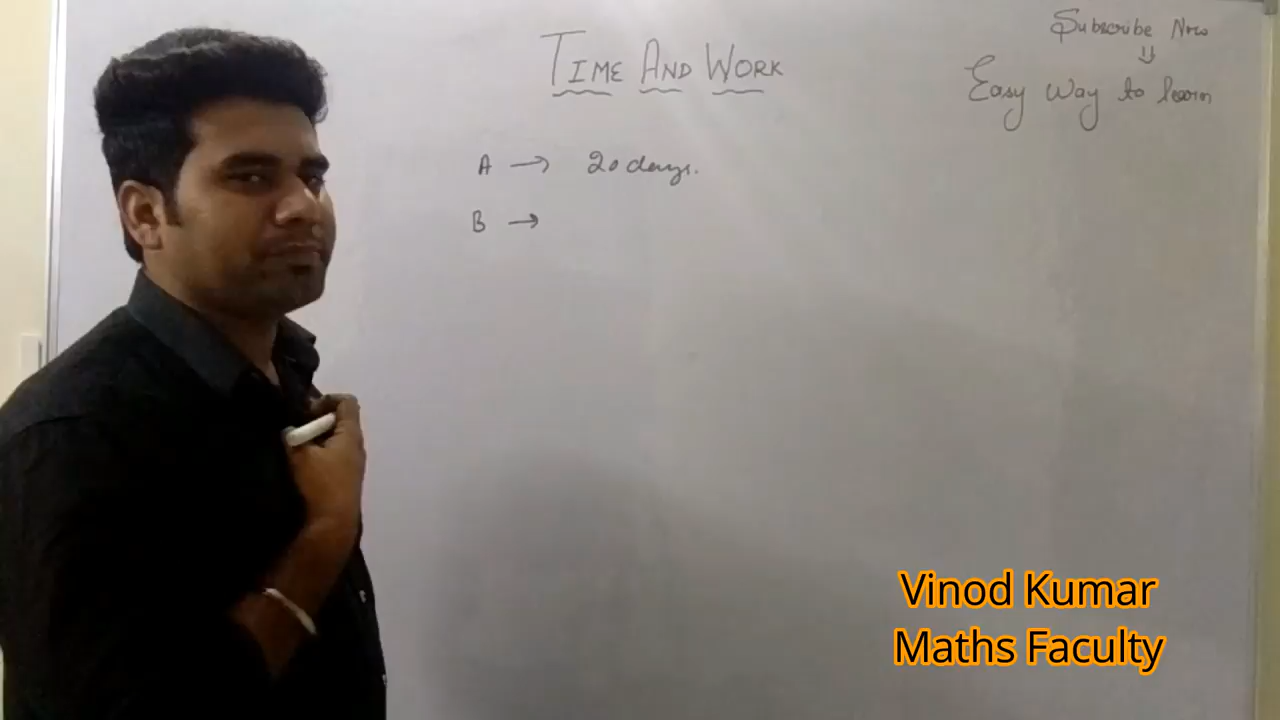 TIME AND WORK
Subscribe Now
⇓
Easy Way to learn
A → 20 days.
B →
Vinod Kumar
Maths Faculty